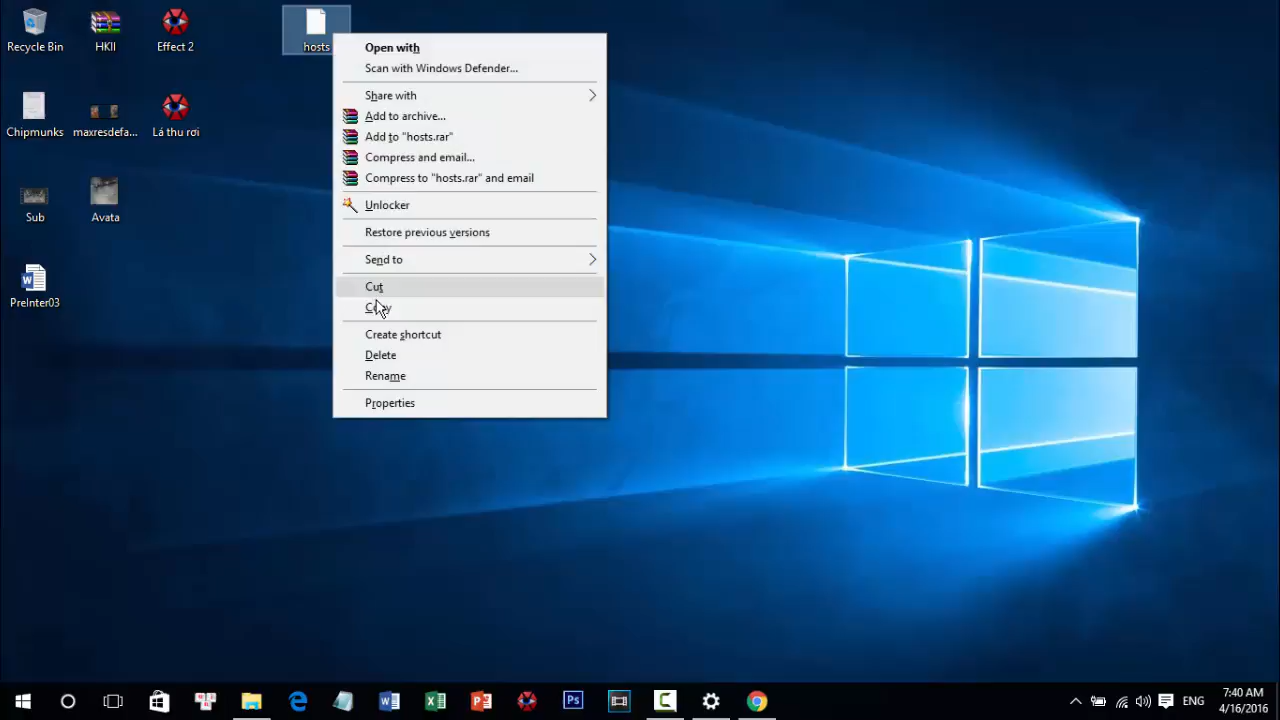 Recycle Bin
HKII
Effect 2
hosts
Chipmunks
maxresdefa...
Lá thu rơi
Sub
Avata
PreInter03
Open with
Scan with Windows Defender...
Share with
Add to archive...
Add to "hosts.rar"
Compress and email...
Compress to "hosts.rar" and email
Unlocker
Restore previous versions
Send to
Cut
Copy
Create shortcut
Delete
Rename
Properties
ENG
7:40 AM
4/16/2016